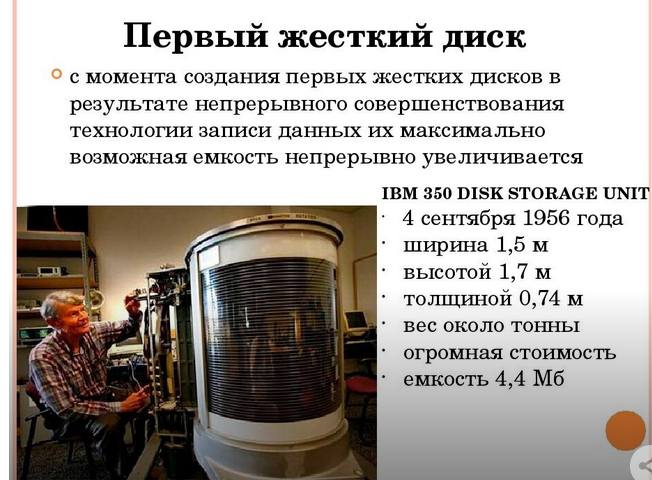 Первый жесткий диск
с момента создания первых жестких дисков в
результате непрерывного совершенствования
технологии записи данных их максимально
возможная емкость непрерывно увеличивается
IBM 350 DISK STORAGE UNIT
4 сентября 1956 года
ширина 1,5 м
высотой 1,7 м
толщиной 0,74 м
вес около тонны
огромная стоимость
емкость 4,4 Мб